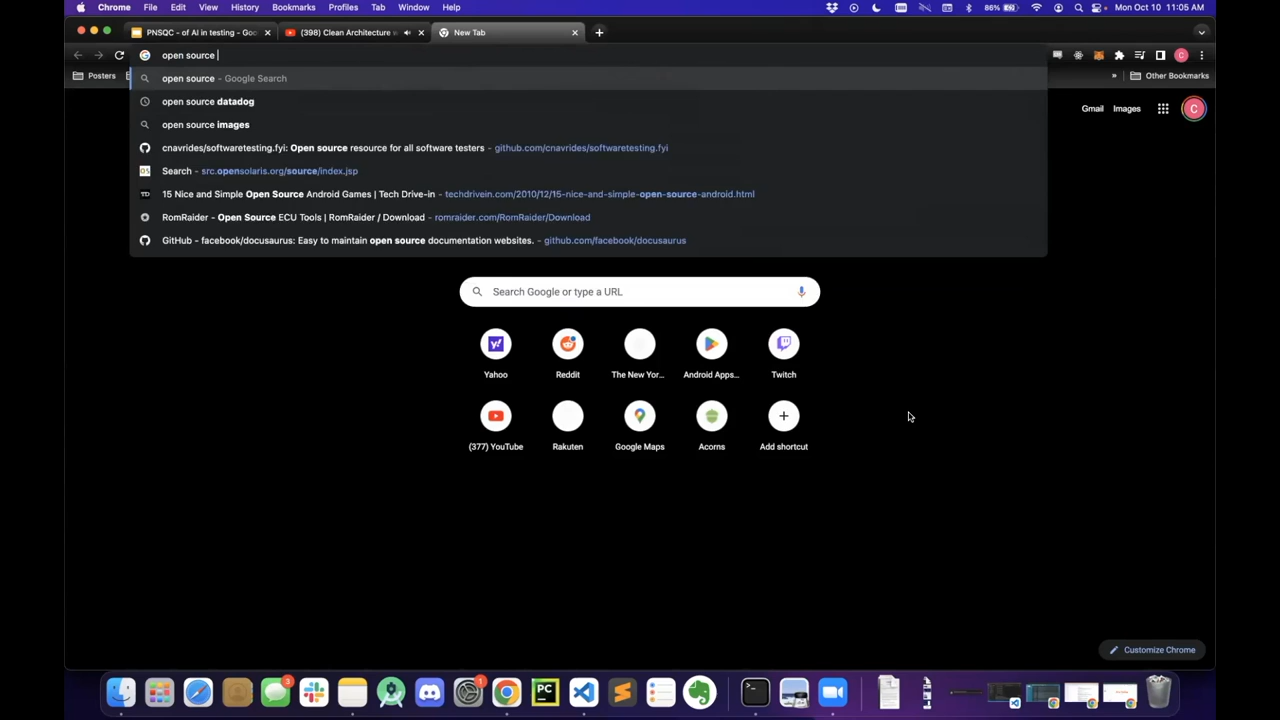 Chrome File Edit View History Bookmarks Profiles Tab Window Help 86% Mon Oct 10 11:05 AM
PNSQC - of AI in testing - Goo
(398) Clean Architecture
New Tab
open source
Posters
Other Bookmarks
open source - Google Search
open source datadog
open source images
cnavrides/softwaretesting.fyi: Open source resource for all software testers - github.com/cnavrides/softwaretesting.fyi
Search - src.opensolaris.org/source/index.jsp
15 Nice and Simple Open Source Android Games | Tech Drive-in - techdrivein.com/2010/12/15-nice-and-simple-open-source-android.html
RomRaider - Open Source ECU Tools | RomRaider / Download - romraider.com/RomRaider/Download
GitHub - facebook/docusaurus: Easy to maintain open source documentation websites. - github.com/facebook/docusaurus
Gmail Images C
Search Google or type a URL
Yahoo Reddit The New Yor... Android Apps... Twitch
(377) YouTube Rakuten Google Maps Acorns Add shortcut
Customize Chrome
3
1
PC